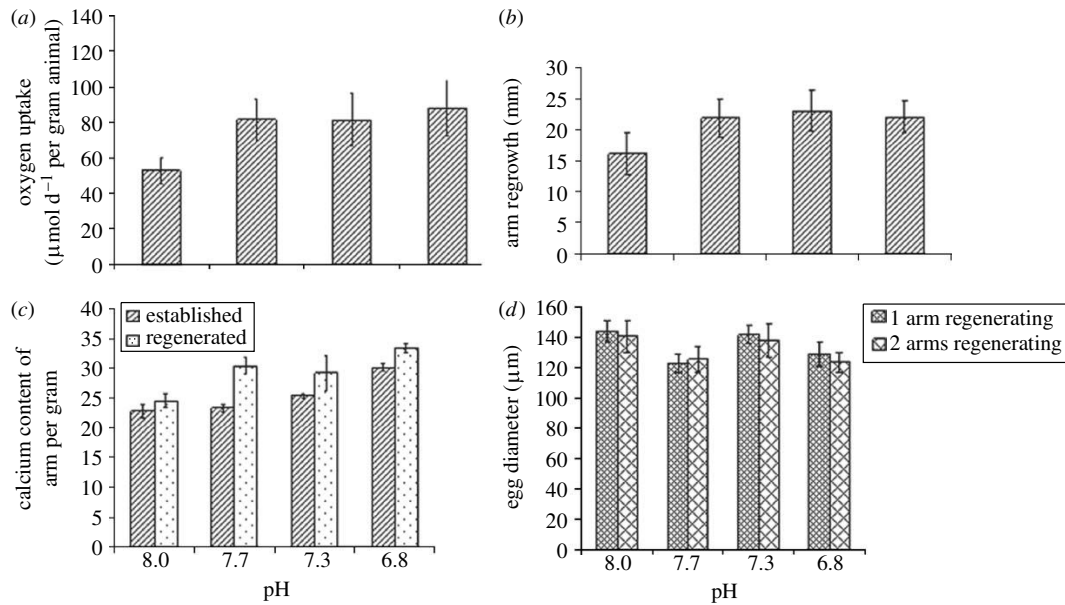 (a)
140
120
100
80
60
40
20
0
oxygen uptake
(μmol d⁻¹ per gram animal)
(b)
30
25
20
15
10
5
0
arm regrowth (mm)
(c)
40
35
30
25
20
15
10
5
0
calcium content of
arm per gram
established
regenerated
8.0 7.7 7.3 6.8
pH
(d)
160
140
120
100
80
60
40
20
0
egg diameter (μm)
1 arm regenerating
2 arms regenerating
8.0 7.7 7.3 6.8
pH